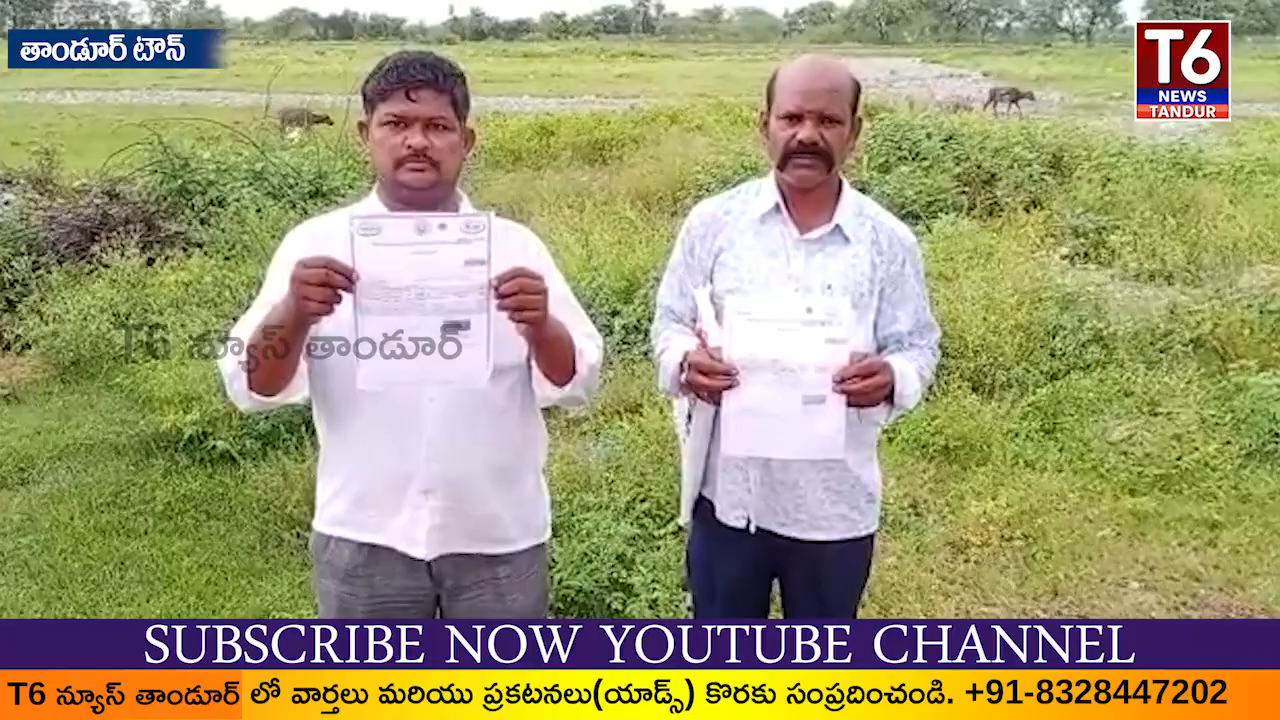 తాండూర్ టౌన్
T6
NEWS
TANDUR
T6 న్యూస్ తాండూర్
SUBSCRIBE NOW YOUTUBE CHANNEL
T6 న్యూస్ తాండూర్ లో వార్తలు మరియు ప్రకటనలు(యాడ్స్) కొరకు సంప్రదించండి. +91-8328447202